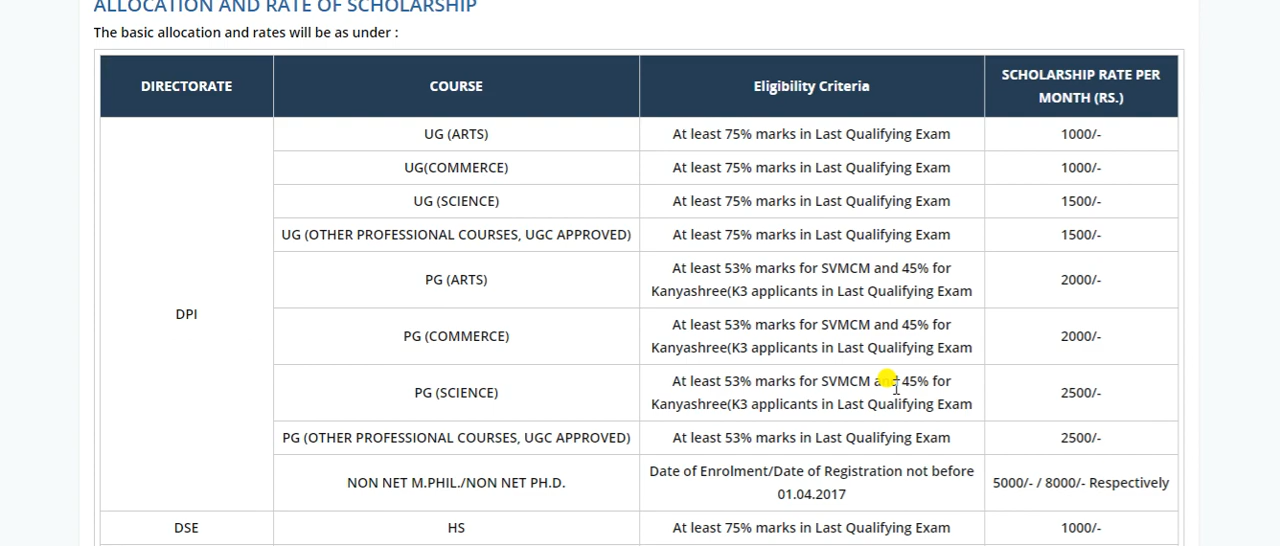 ALLOCATION AND RATE OF SCHOLARSHIP
The basic allocation and rates will be as under :
DIRECTORATE COURSE Eligibility Criteria SCHOLARSHIP RATE PER
MONTH (RS.)
DPI
UG (ARTS) At least 75% marks in Last Qualifying Exam 1000/-
UG(COMMERCE) At least 75% marks in Last Qualifying Exam 1000/-
UG (SCIENCE) At least 75% marks in Last Qualifying Exam 1500/-
UG (OTHER PROFESSIONAL COURSES, UGC APPROVED) At least 75% marks in Last Qualifying Exam 1500/-
PG (ARTS) At least 53% marks for SVMCM and 45% for
Kanyashree(K3 applicants in Last Qualifying Exam 2000/-
PG (COMMERCE) At least 53% marks for SVMCM and 45% for
Kanyashree(K3 applicants in Last Qualifying Exam 2000/-
PG (SCIENCE) At least 53% marks for SVMCM and 45% for
Kanyashree(K3 applicants in Last Qualifying Exam 2500/-
PG (OTHER PROFESSIONAL COURSES, UGC APPROVED) At least 53% marks in Last Qualifying Exam 2500/-
NON NET M.PHIL./NON NET PH.D. Date of Enrolment/Date of Registration not before
01.04.2017 5000/- / 8000/- Respectively
DSE HS At least 75% marks in Last Qualifying Exam 1000/-